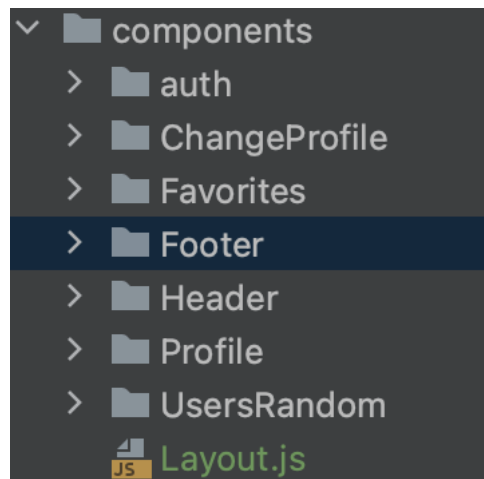 components
auth
ChangeProfile
Favorites
Footer
Header
Profile
UsersRandom
JS Layout.js